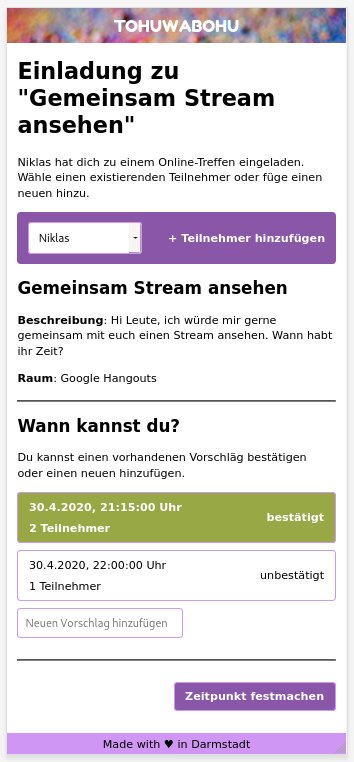 TOHUWABOHU
Einladung zu
"Gemeinsam Stream
ansehen"
Niklas hat dich zu einem Online-Treffen eingeladen.
Wähle einen existierenden Teilnehmer oder füge einen
neuen hinzu.
Niklas
+ Teilnehmer hinzufügen
Gemeinsam Stream ansehen
Beschreibung: Hi Leute, ich würde mir gerne
gemeinsam mit euch einen Stream ansehen. Wann habt
ihr Zeit?
Raum: Google Hangouts
Wann kannst du?
Du kannst einen vorhandenen Vorschläg bestätigen
oder einen neuen hinzufügen.
30.4.2020, 21:15:00 Uhr
bestätigt
2 Teilnehmer
30.4.2020, 22:00:00 Uhr
unbestätigt
1 Teilnehmer
Neuen Vorschlag hinzufügen
Zeitpunkt festmachen
Made with ♥ in Darmstadt